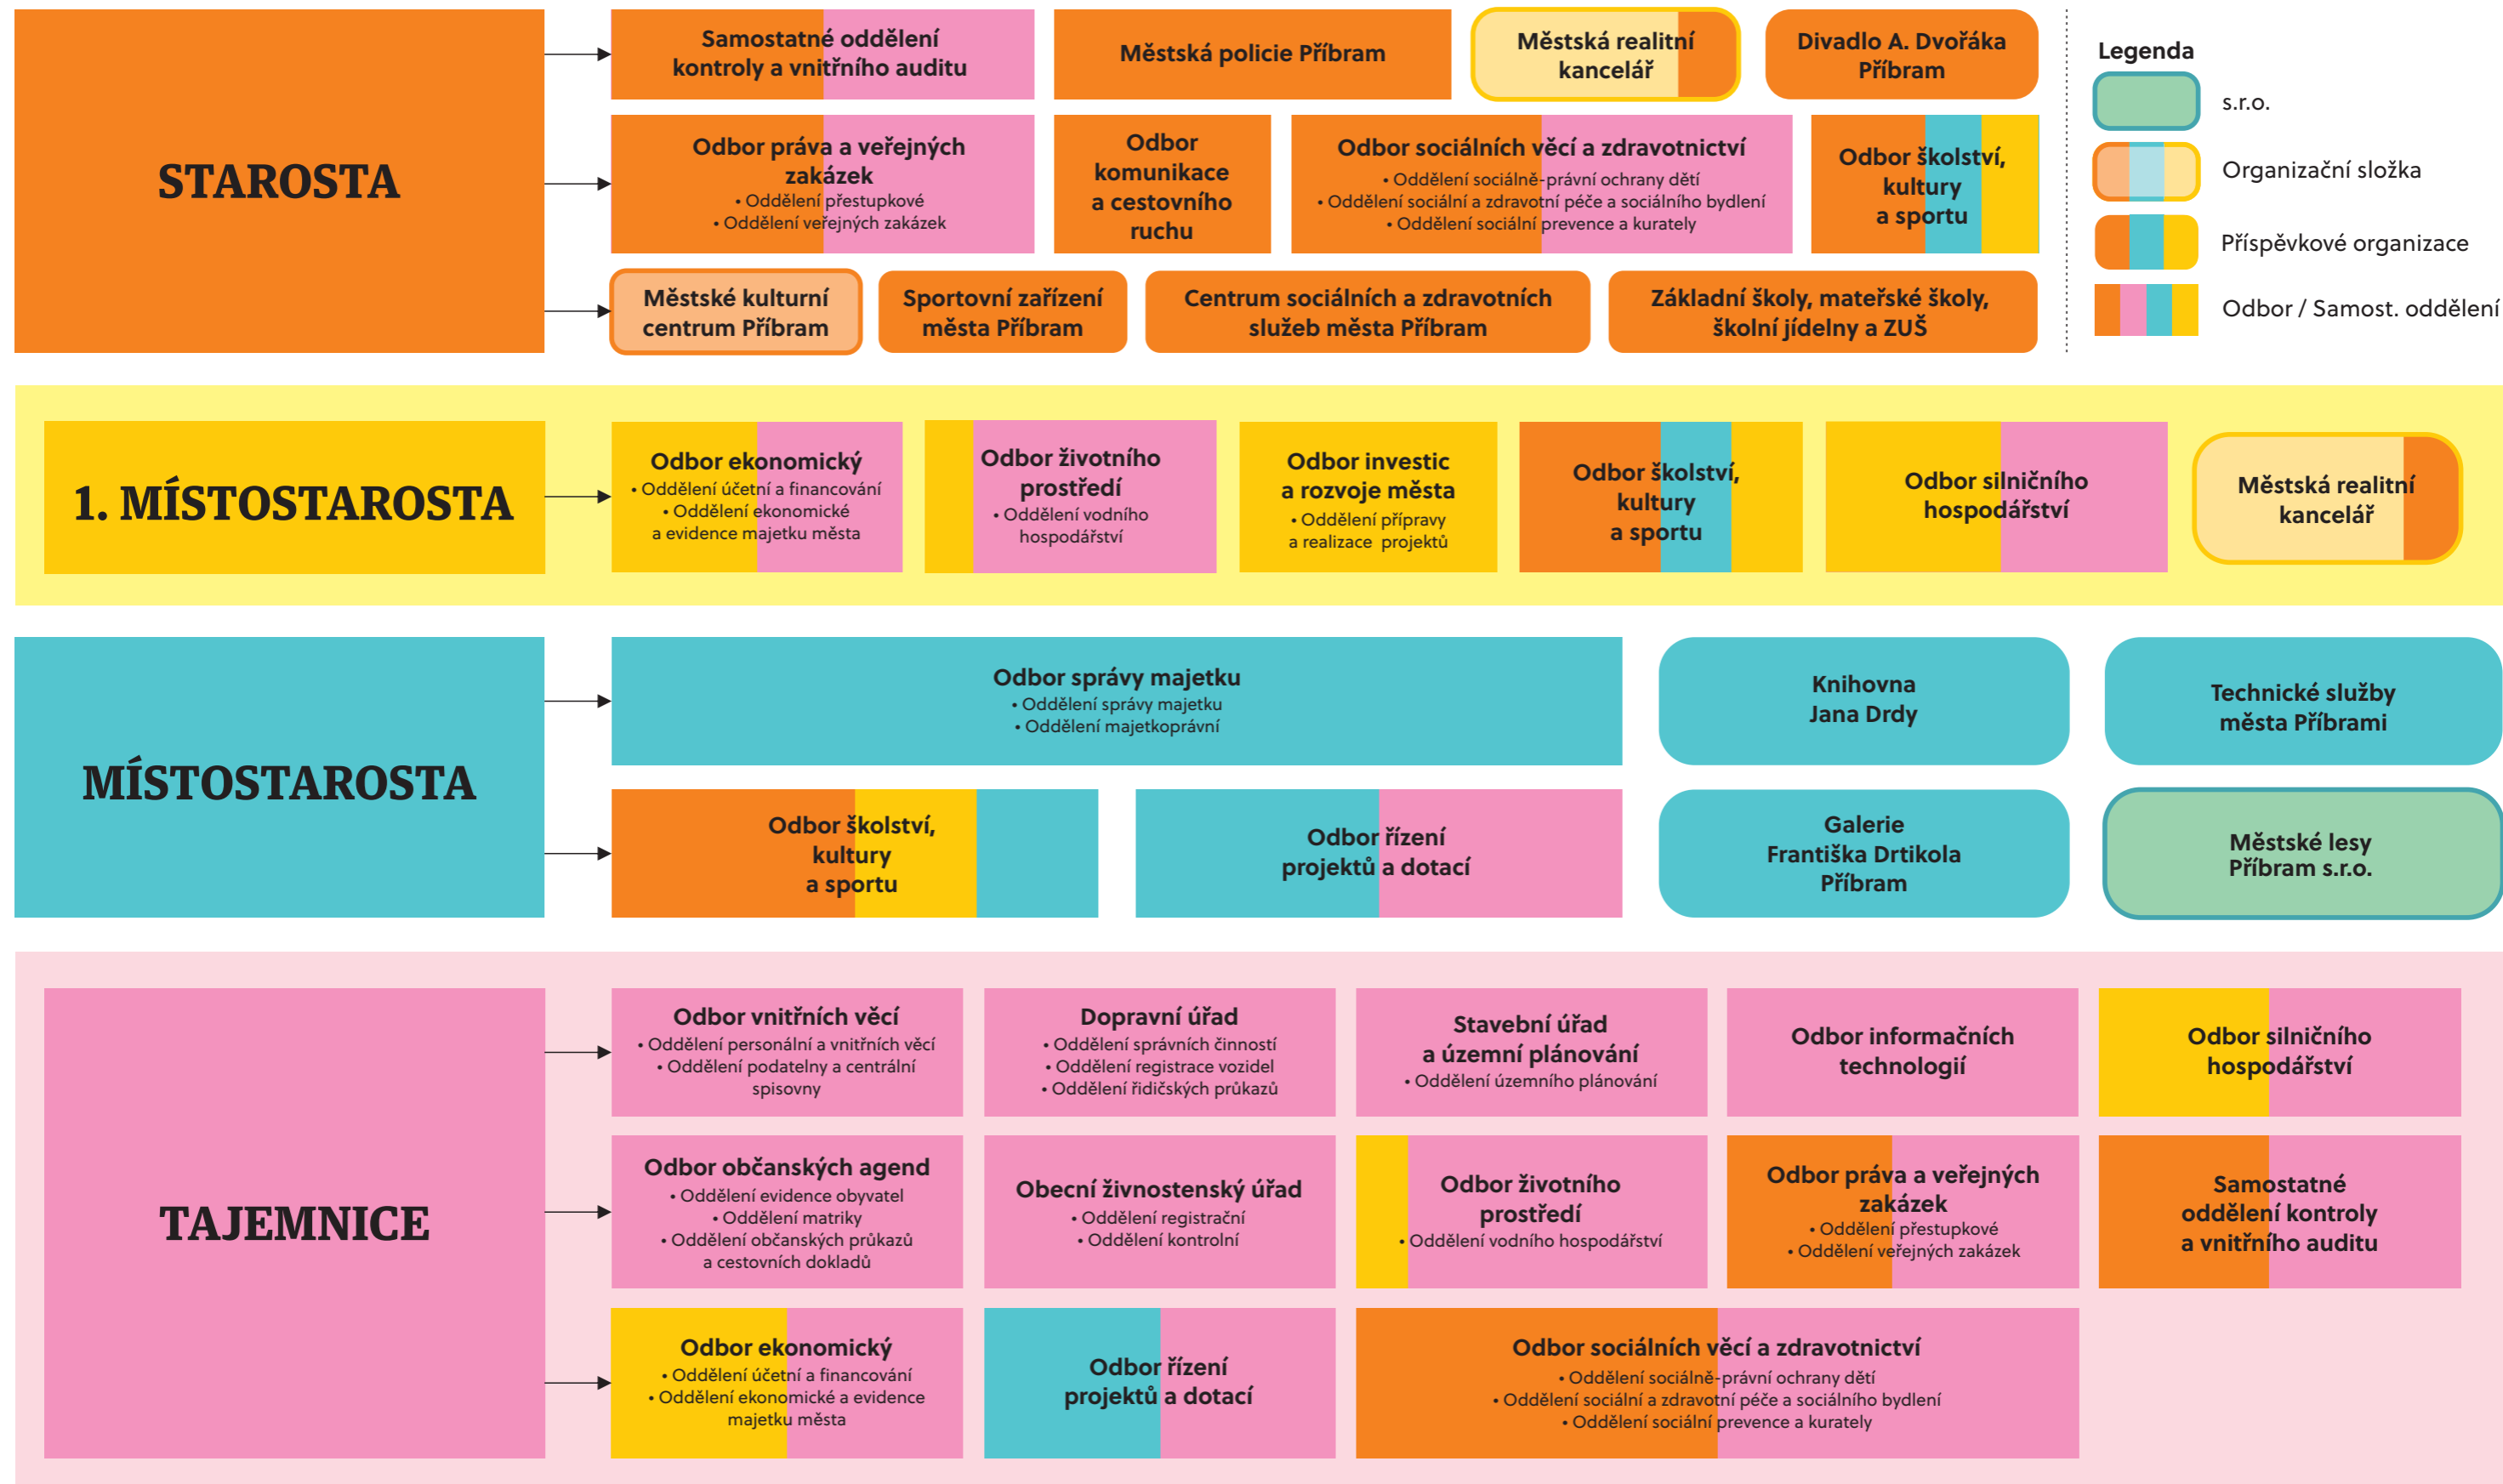 STAROSTA
Samostatné oddělení
kontroly a vnitřního auditu
Městská policie Příbram
Městská realitní
kancelář
Divadlo A. Dvořáka
Příbram
Odbor práva a veřejných
zakázek
• Oddělení přestupkové
• Oddělení veřejných zakázek
Odbor
komunikace
a cestovního
ruchu
Odbor sociálních věcí a zdravotnictví
• Oddělení sociálně-právní ochrany dětí
• Oddělení sociální a zdravotní péče a sociálního bydlení
• Oddělení sociální prevence a kurately
Odbor školství,
kultury
a sportu
Městské kulturní
centrum Příbram
Sportovní zařízení
města Příbram
Centrum sociálních a zdravotních
služeb města Příbram
Základní školy, mateřské školy,
školní jídelny a ZUŠ
Legenda
s.r.o.
Organizační složka
Příspěvkové organizace
Odbor / Samost. oddělení
1. MÍSTOSTAROSTA
Odbor ekonomický
• Oddělení účetní a financování
• Oddělení ekonomické
a evidence majetku města
Odbor životního
prostředí
• Oddělení vodního
hospodářství
Odbor investic
a rozvoje města
• Oddělení přípravy
a realizace projektů
Odbor školství,
kultury
a sportu
Odbor silničního
hospodářství
Městská realitní
kancelář
MÍSTOSTAROSTA
Odbor správy majetku
• Oddělení správy majetku
• Oddělení majetkoprávní
Knihovna
Jana Drdy
Technické služby
města Příbrami
Odbor školství,
kultury
a sportu
Odbor řízení
projektů a dotací
Galerie
Františka Drtikola
Příbram
Městské lesy
Příbram s.r.o.
TAJEMNICE
Odbor vnitřních věcí
• Oddělení personální a vnitřních věcí
• Oddělení podatelny a centrální
spisovny
Dopravní úřad
• Oddělení správních činností
• Oddělení registrace vozidel
• Oddělení řidičských průkazů
Stavební úřad
a územní plánování
• Oddělení územního plánování
Odbor informačních
technologií
Odbor silničního
hospodářství
Odbor občanských agend
• Oddělení evidence obyvatel
• Oddělení matriky
• Oddělení občanských průkazů
a cestovních dokladů
Obecní živnostenský úřad
• Oddělení registrační
• Oddělení kontrolní
Odbor životního
prostředí
• Oddělení vodního hospodářství
Odbor práva a veřejných
zakázek
• Oddělení přestupkové
• Oddělení veřejných zakázek
Samostatné
oddělení kontroly
a vnitřního auditu
Odbor ekonomický
• Oddělení účetní a financování
• Oddělení ekonomické a evidence
majetku města
Odbor řízení
projektů a dotací
Odbor sociálních věcí a zdravotnictví
• Oddělení sociálně-právní ochrany dětí
• Oddělení sociální a zdravotní péče a sociálního bydlení
• Oddělení sociální prevence a kurately